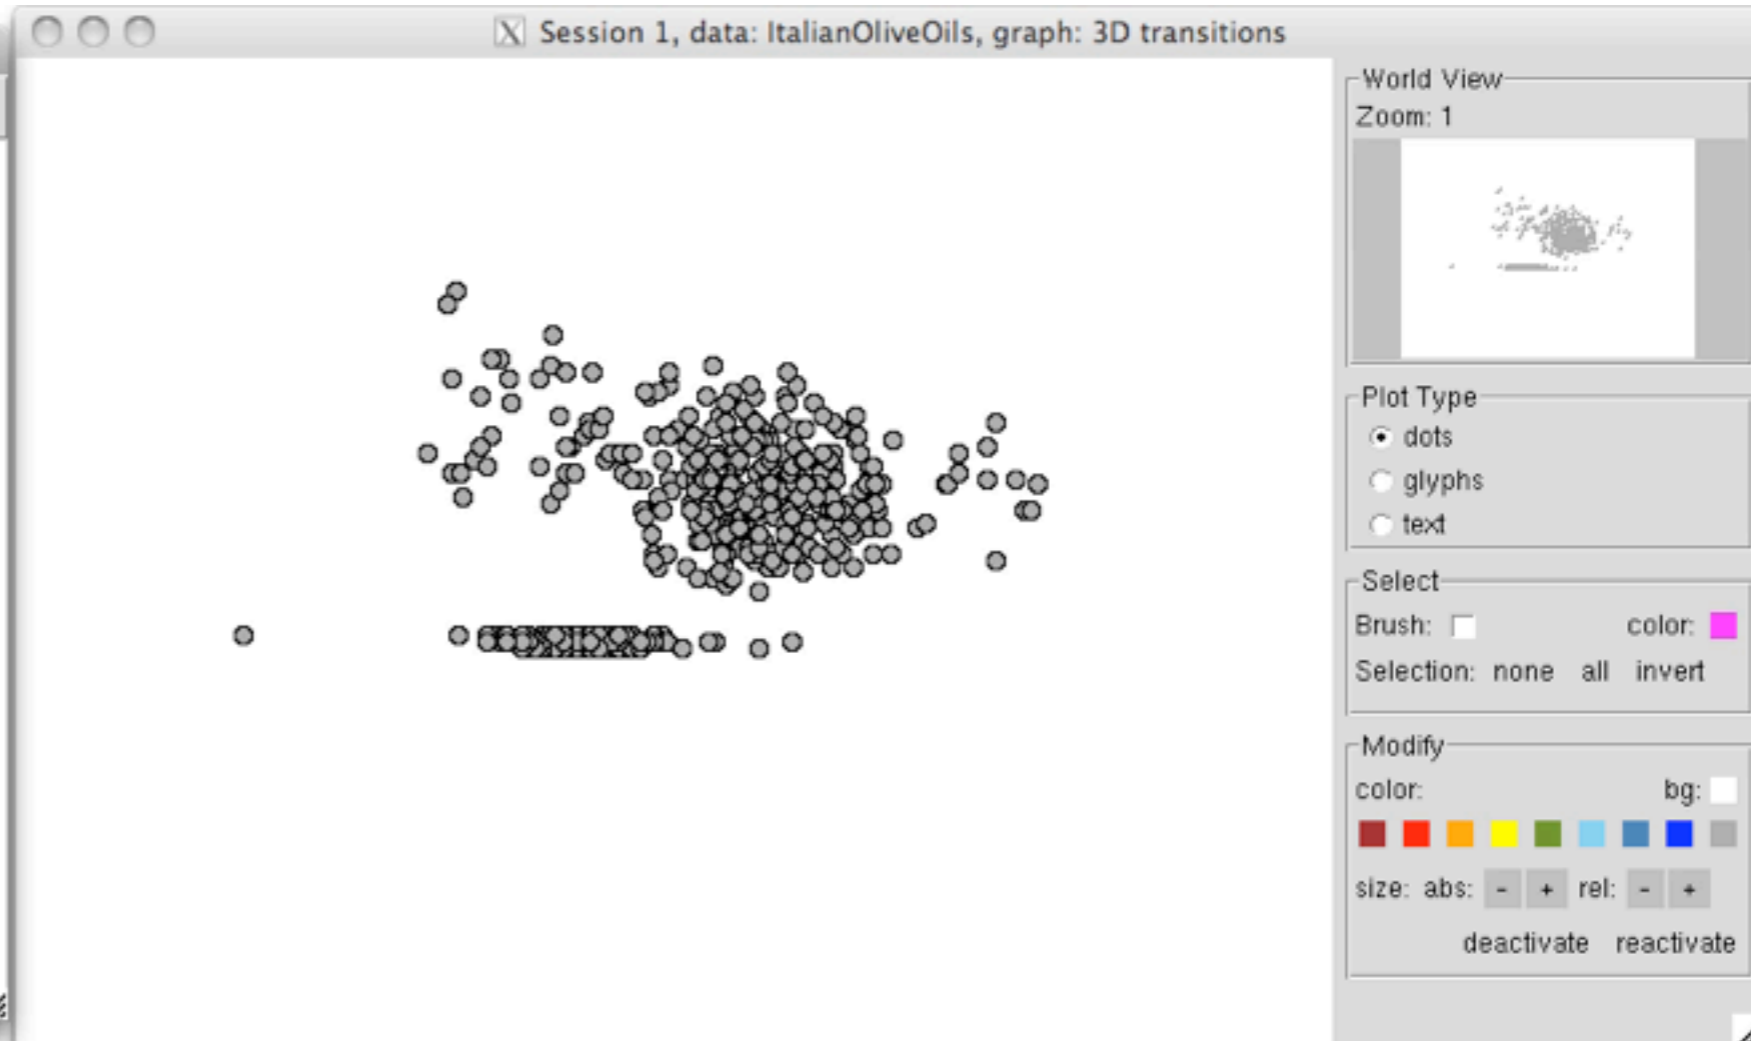 Session 1, data: ItalianOliveOils, graph: 3D transitions
World View
Zoom: 1
Plot Type
dots
glyphs
text
Select
Brush: color:
Selection: none all invert
Modify
color: bg:
size: abs: - + rel: - +
deactivate reactivate